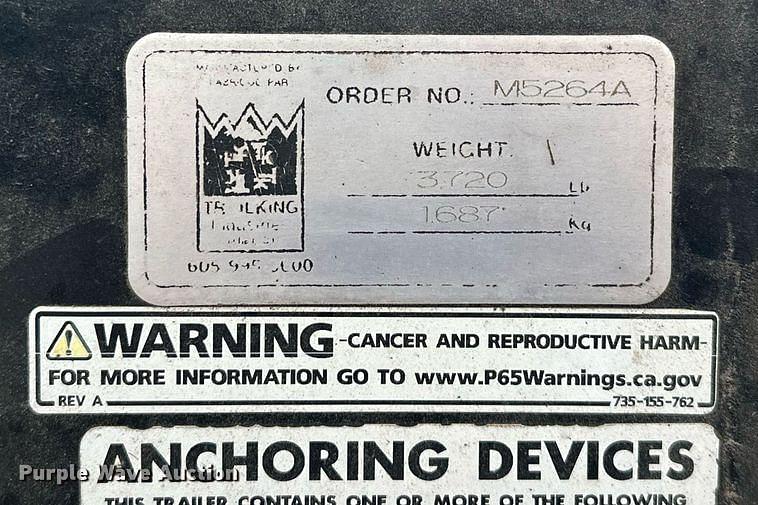 ORDER NO.: M5264A
WEIGHT
3,720 Lb
1687 Kg
WARNING -CANCER AND REPRODUCTIVE HARM-
FOR MORE INFORMATION GO TO www.P65Warnings.ca.gov
REV A 735-155-762
ANCHORING DEVICES
THIS TRAILER CONTAINS ONE OR MORE OF THE FOLLOWING
Purple Wave Auction